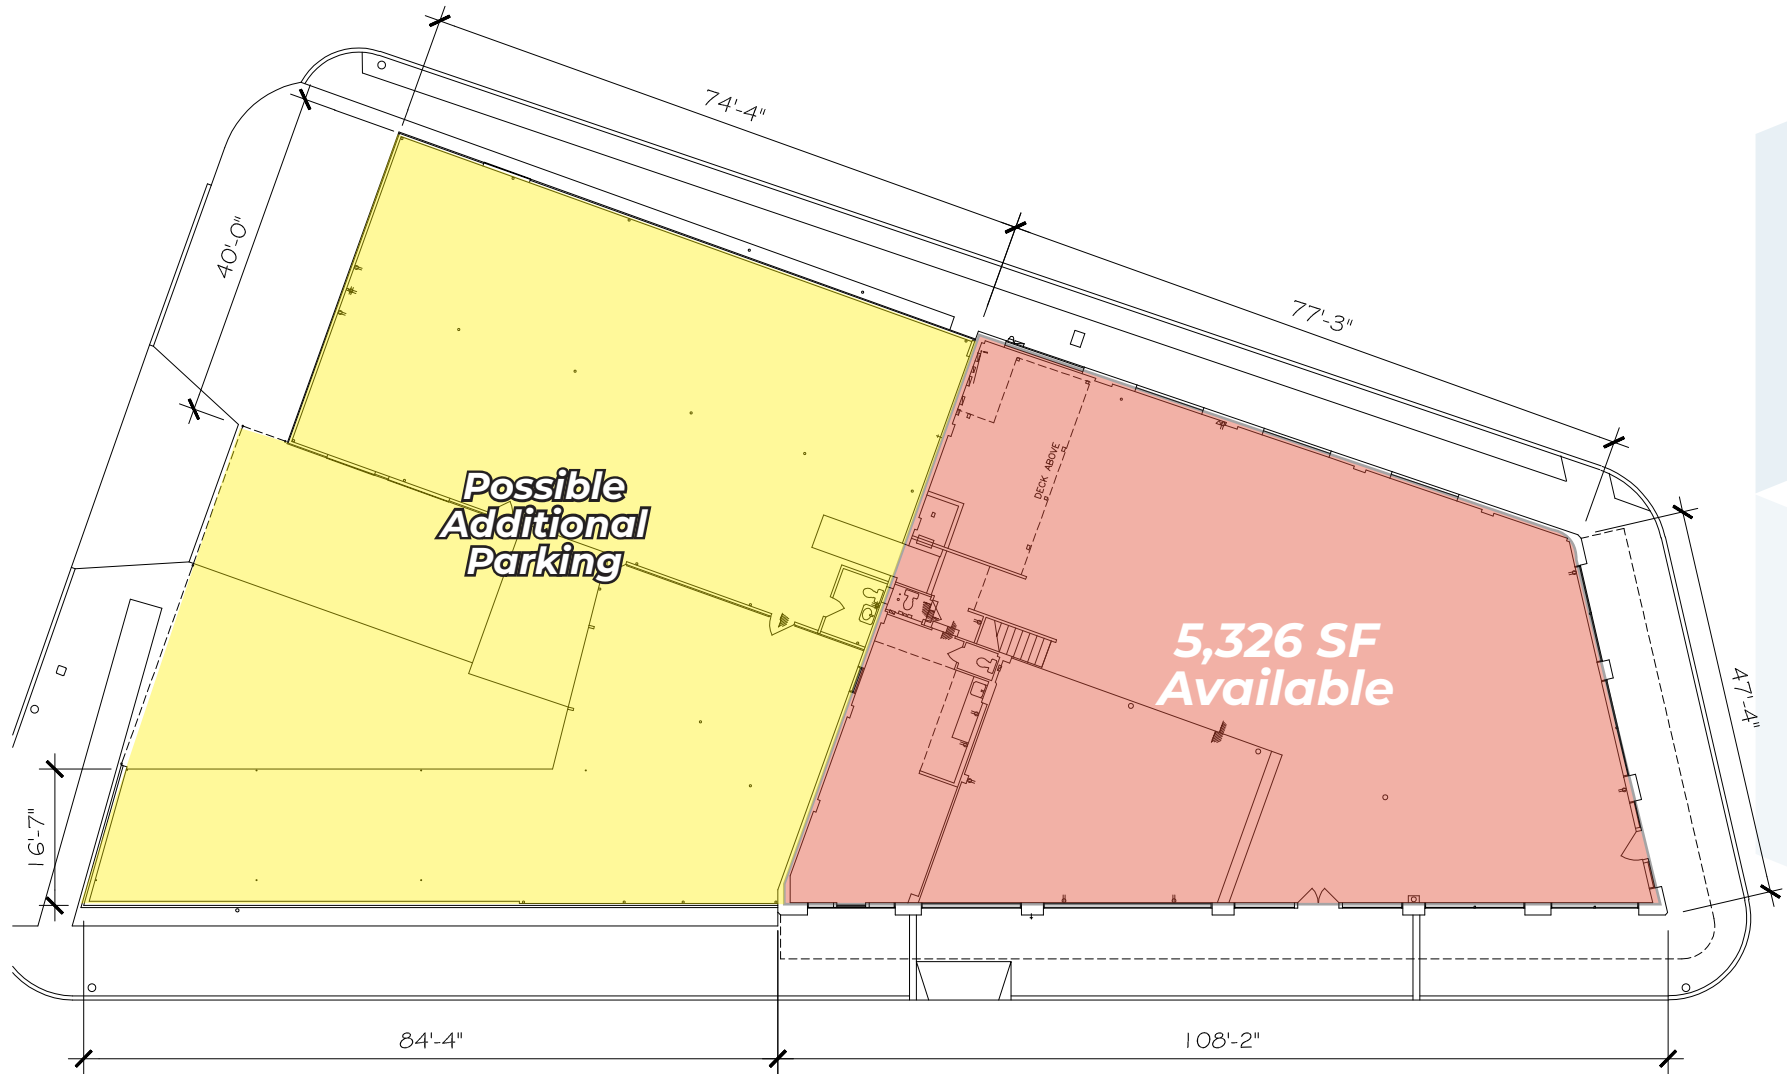 74'-4"
40'-0"
77'-3"
DECK ABOVE
Possible
Additional
Parking
5,326 SF
Available
47'-4"
16'-7"
84'-4"
108'-2"